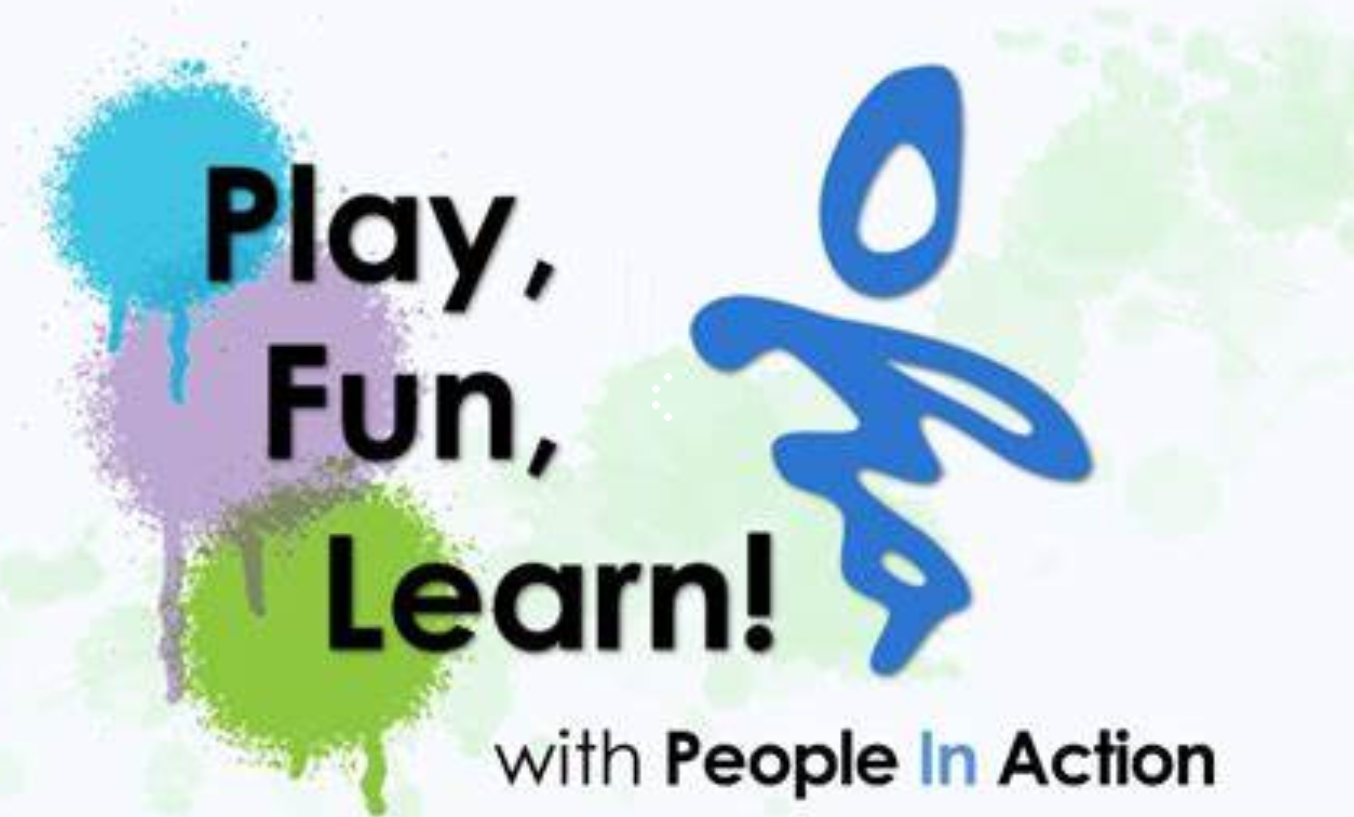 Play,
Fun,
Learn!
with People In Action